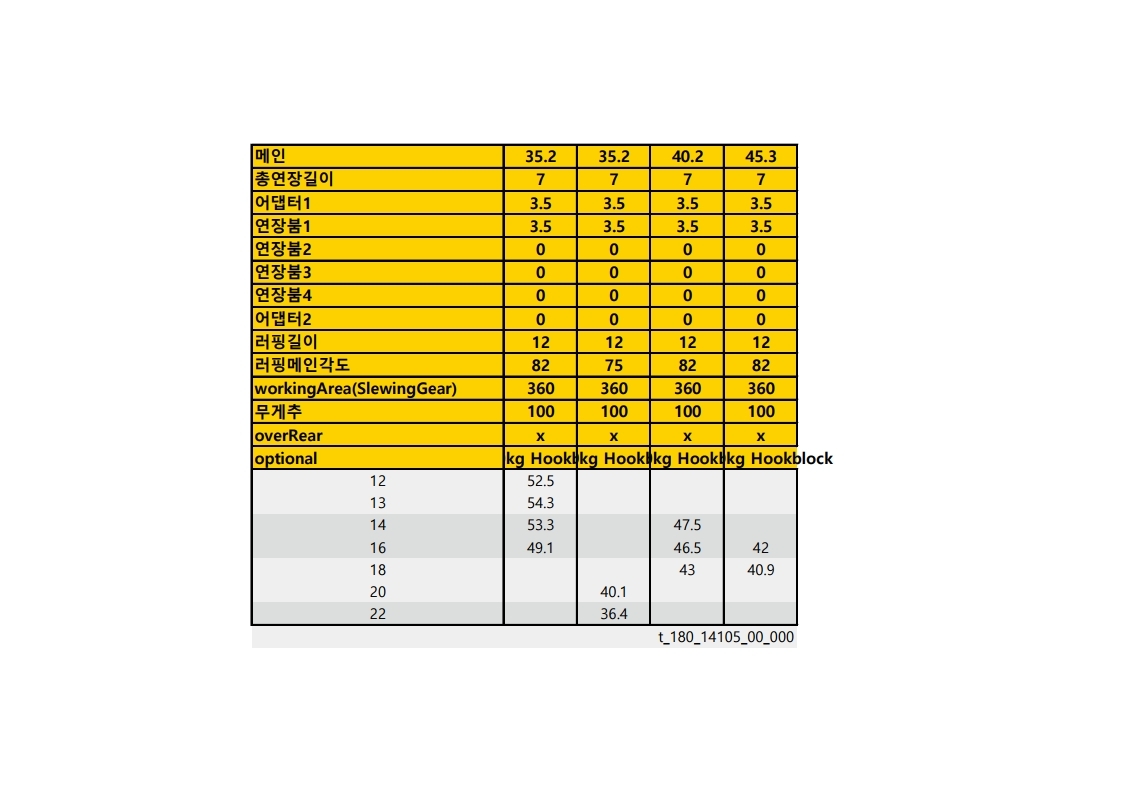 메인 35.2 35.2 40.2 45.3
총연장길이 7 7 7 7
어댑터1 3.5 3.5 3.5 3.5
연장붐1 3.5 3.5 3.5 3.5
연장붐2 0 0 0 0
연장붐3 0 0 0 0
연장붐4 0 0 0 0
어댑터2 0 0 0 0
러핑길이 12 12 12 12
러핑메인각도 82 75 82 82
workingArea(SlewingGear) 360 360 360 360
무게추 100 100 100 100
overRear x x x x
optional kg Hookb kg Hookb kg Hookb kg Hookblock
12 52.5
13 54.3
14 53.3 47.5
16 49.1 46.5 42
18 43 40.9
20 40.1
22 36.4
t_180_14105_00_000